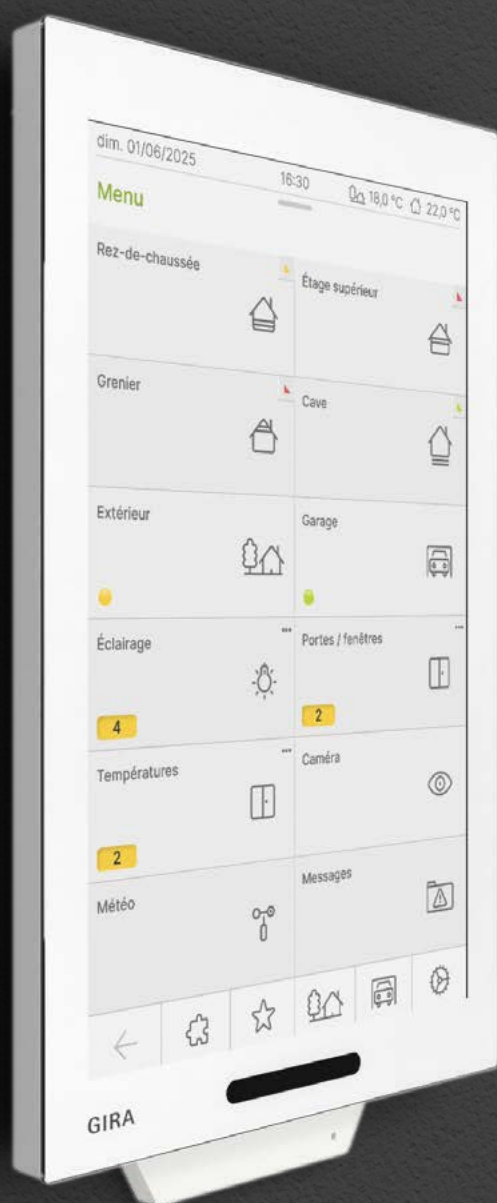 dim. 01/06/2025 16:30 18,0 °C 22,0 °C
Menu
Rez-de-chaussée
Étage supérieur
Grenier
Cave
Extérieur
Garage
Éclairage
4
Portes / fenêtres
2
Températures
2
Caméra
Météo
Messages
GIRA